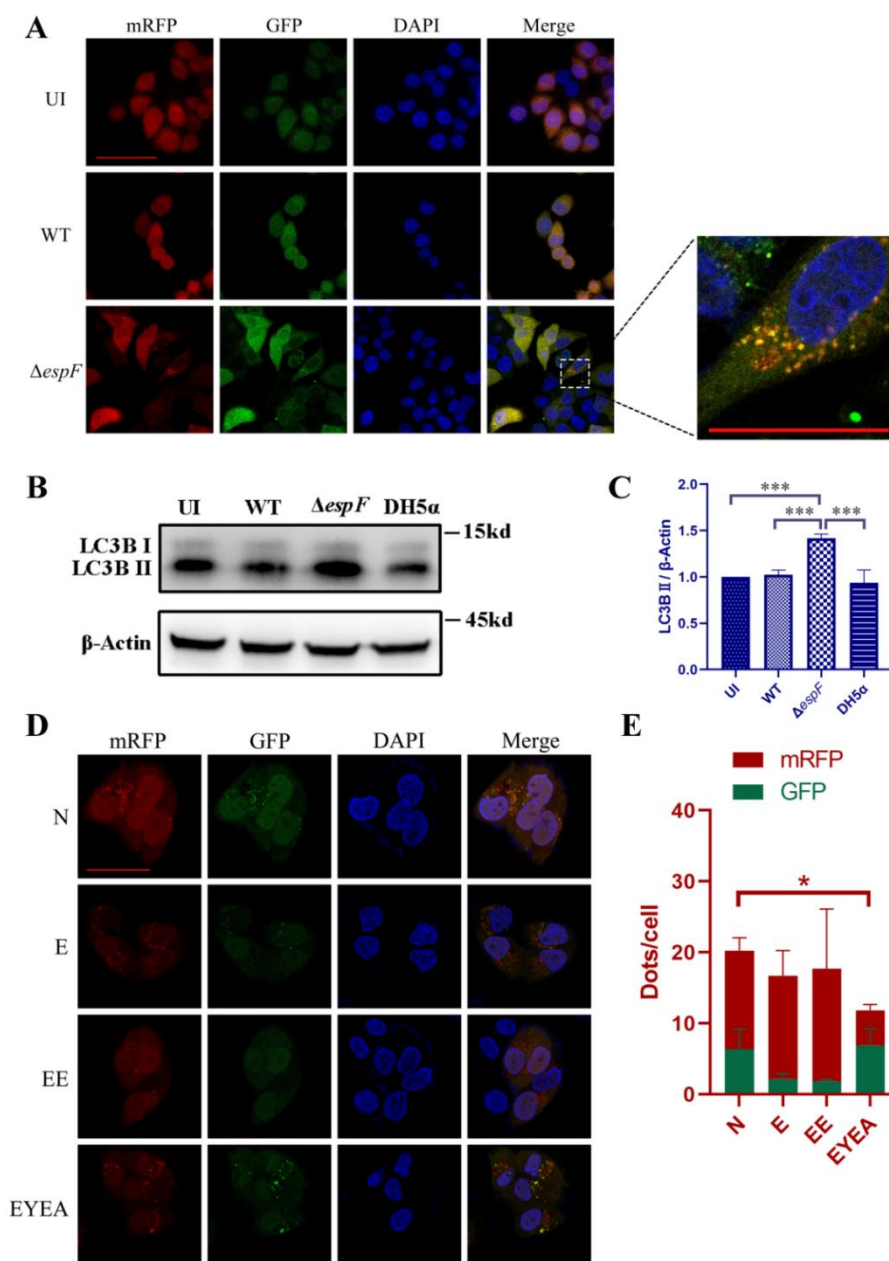 A
mRFP GFP DAPI Merge
UI
WT
ΔespF
B
UI WT ΔespF DH5α
LC3B I
LC3B II
—15kd
β-Actin
—45kd
C
LC3B II / β-Actin
2.0
1.5
1.0
0.5
0.0
***
*** ***
UI WT ΔespF DH5α
D
mRFP GFP DAPI Merge
N
E
EE
EYEA
E
mRFP
GFP
Dots/cell
40
30
20
10
0
*
N E EE EYEA